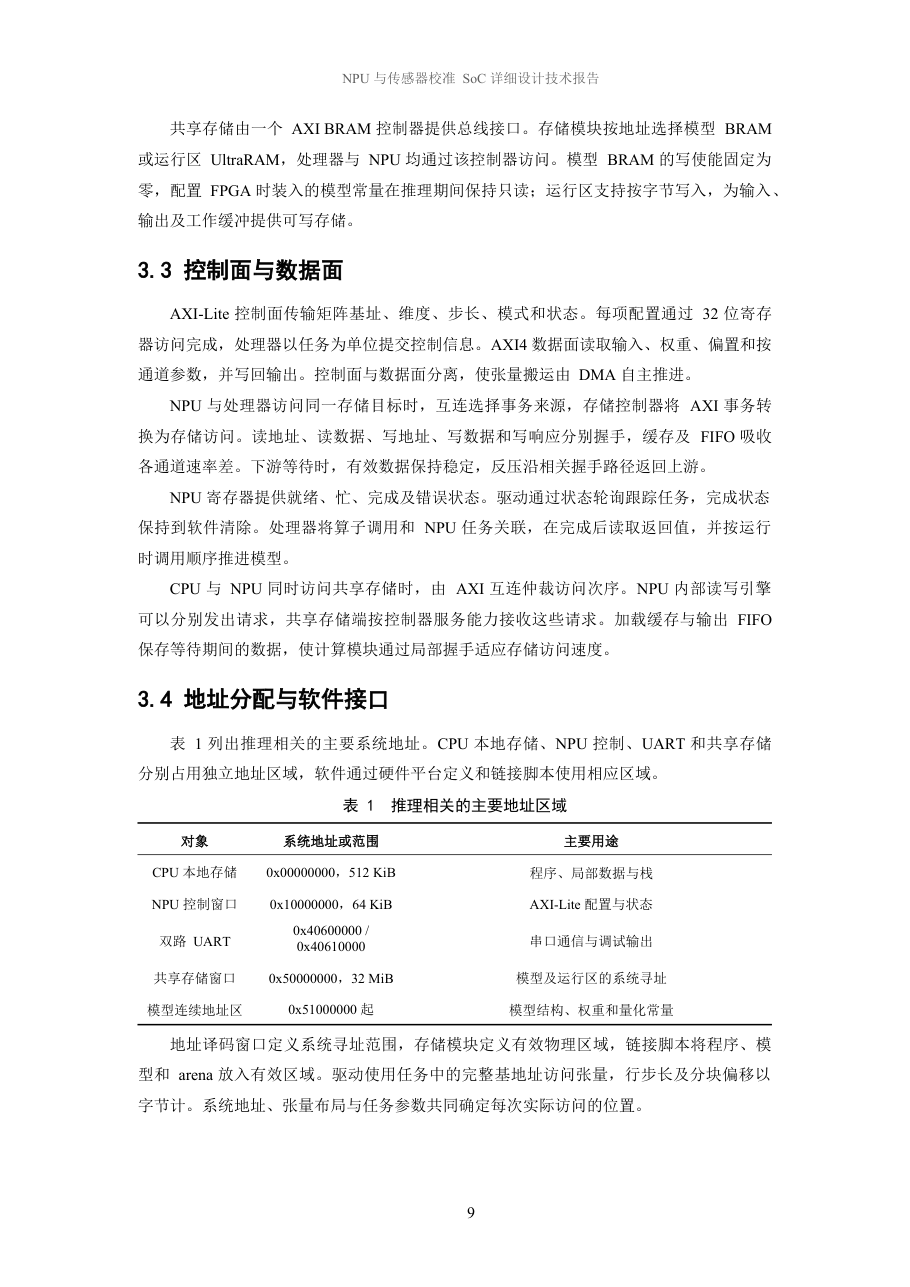 NPU 与传感器校准 SoC 详细设计技术报告
共享存储由一个 AXI BRAM 控制器提供总线接口。存储模块按地址选择模型 BRAM
或运行区 UltraRAM，处理器与 NPU 均通过该控制器访问。模型 BRAM 的写使能固定为
零，配置 FPGA 时装入的模型常量在推理期间保持只读；运行区支持按字节写入，为输入、
输出及工作缓冲提供可写存储。
3.3 控制面与数据面
AXI-Lite 控制面传输矩阵基址、维度、步长、模式和状态。每项配置通过 32 位寄存
器访问完成，处理器以任务为单位提交控制信息。AXI4 数据面读取输入、权重、偏置和按
通道参数，并写回输出。控制面与数据面分离，使张量搬运由 DMA 自主推进。
NPU 与处理器访问同一存储目标时，互连选择事务来源，存储控制器将 AXI 事务转
换为存储访问。读地址、读数据、写地址、写数据和写响应分别握手，缓存及 FIFO 吸收
各通道速率差。下游等待时，有效数据保持稳定，反压沿相关握手路径返回上游。
NPU 寄存器提供就绪、忙、完成及错误状态。驱动通过状态轮询跟踪任务，完成状态
保持到软件清除。处理器将算子调用和 NPU 任务关联，在完成后读取返回值，并按运行
时调用顺序推进模型。
CPU 与 NPU 同时访问共享存储时，由 AXI 互连仲裁访问次序。NPU 内部读写引擎
可以分别发出请求，共享存储端按控制器服务能力接收这些请求。加载缓存与输出 FIFO
保存等待期间的数据，使计算模块通过局部握手适应存储访问速度。
3.4 地址分配与软件接口
表 1 列出推理相关的主要系统地址。CPU 本地存储、NPU 控制、UART 和共享存储
分别占用独立地址区域，软件通过硬件平台定义和链接脚本使用相应区域。
表 1 推理相关的主要地址区域
对象 系统地址或范围 主要用途
CPU 本地存储 0x00000000，512 KiB 程序、局部数据与栈
NPU 控制窗口 0x10000000，64 KiB AXI-Lite 配置与状态
双路 UART 0x40600000 / 串口通信与调试输出
0x40610000
共享存储窗口 0x50000000，32 MiB 模型及运行区的系统寻址
模型连续地址区 0x51000000 起 模型结构、权重和量化常量
地址译码窗口定义系统寻址范围，存储模块定义有效物理区域，链接脚本将程序、模
型和 arena 放入有效区域。驱动使用任务中的完整基地址访问张量，行步长及分块偏移以
字节计。系统地址、张量布局与任务参数共同确定每次实际访问的位置。
9